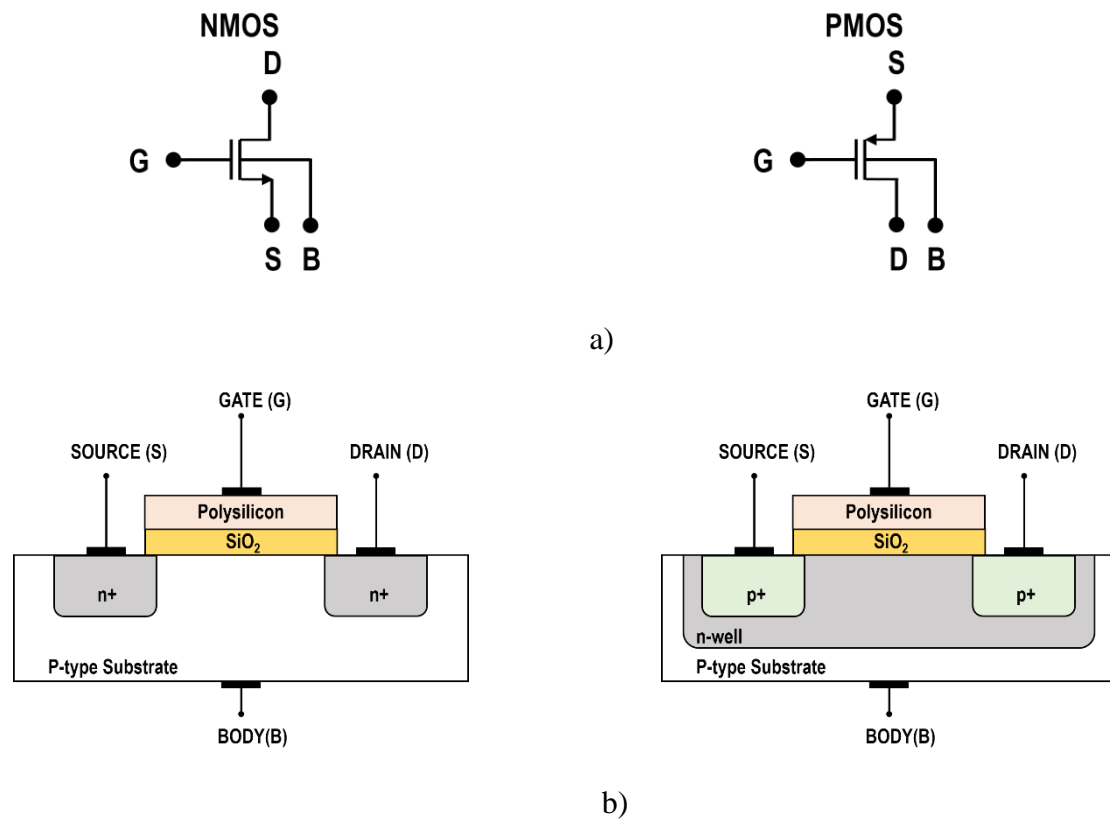 NMOS
D
G
S B
PMOS
S
G
D B
a)
GATE (G)
SOURCE (S)
DRAIN (D)
Polysilicon
SiO₂
n+
n+
P-type Substrate
BODY(B)
GATE (G)
SOURCE (S)
DRAIN (D)
Polysilicon
SiO₂
p+
p+
n-well
P-type Substrate
BODY(B)
b)